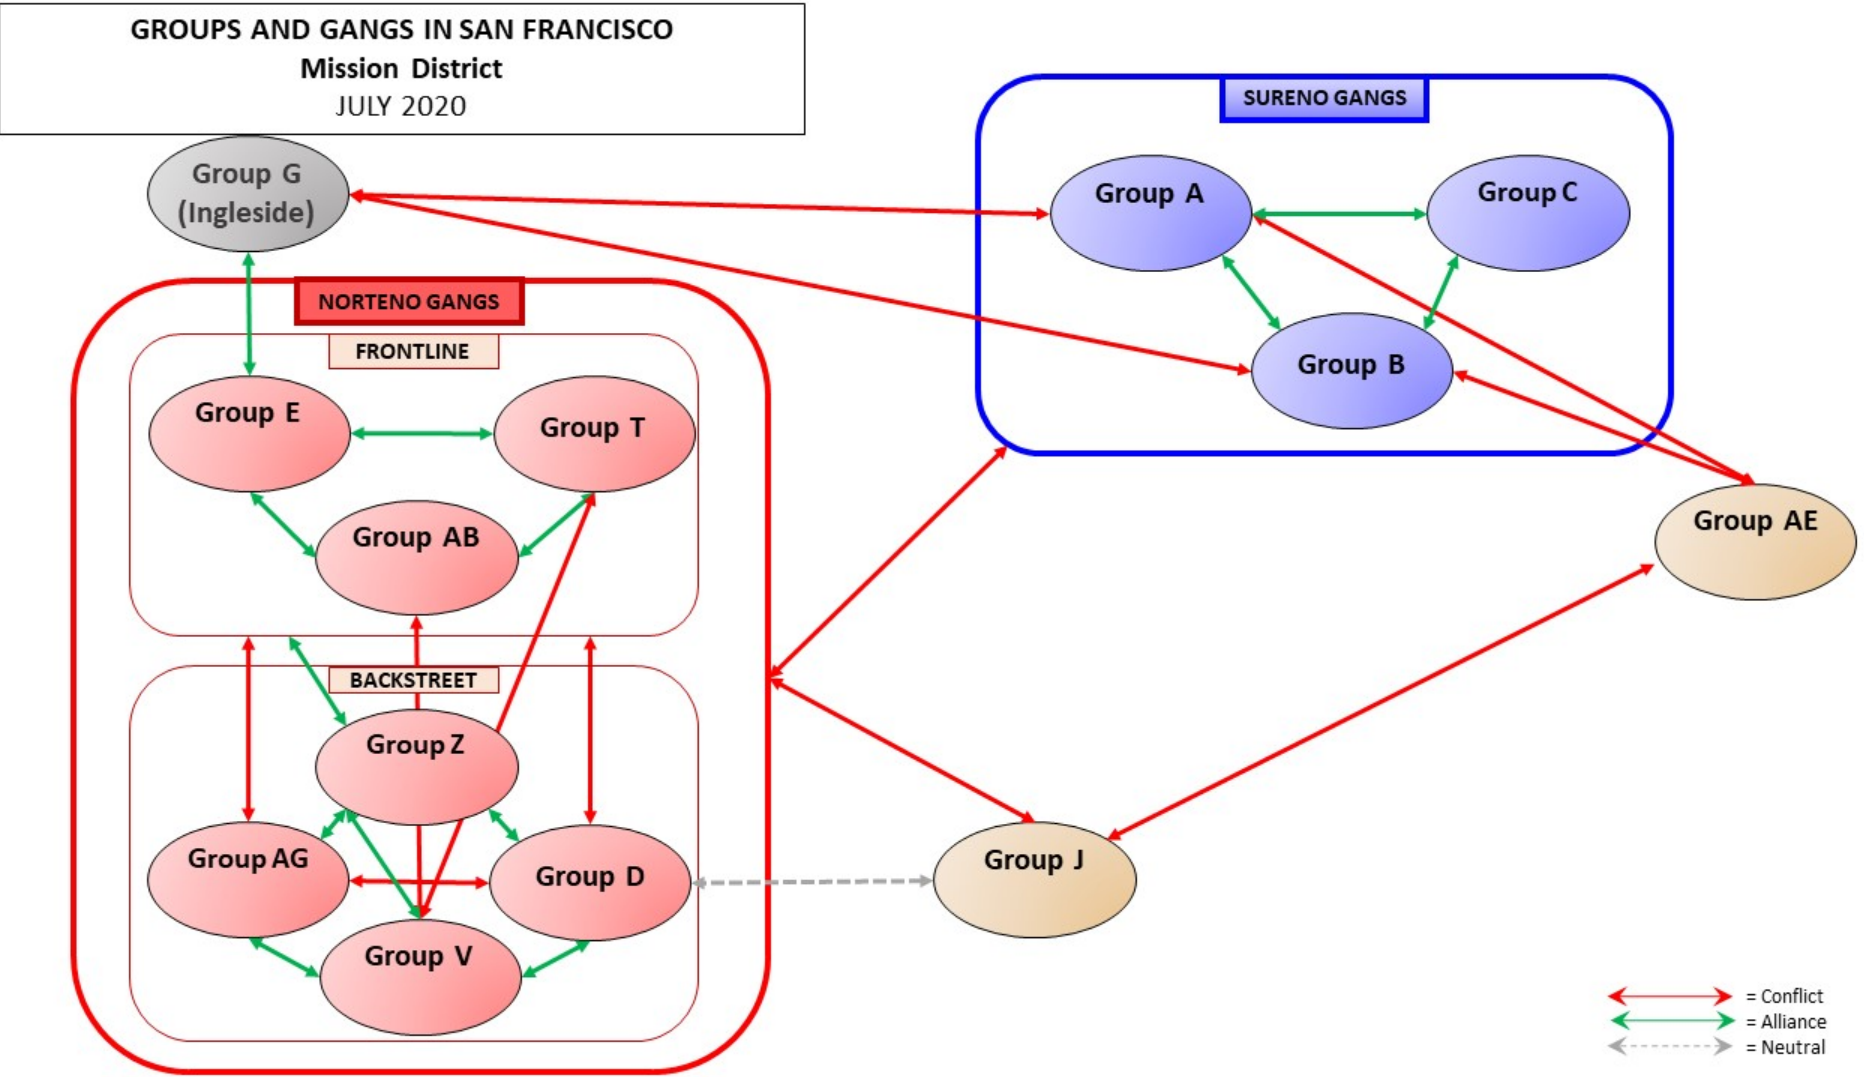 GROUPS AND GANGS IN SAN FRANCISCO
Mission District
JULY 2020
SURENO GANGS
Group G
(Ingleside)
Group A
Group C
NORTENO GANGS
FRONTLINE
Group B
Group E
Group T
Group AB
Group AE
BACKSTREET
Group Z
Group AG
Group D
Group J
Group V
= Conflict
= Alliance
= Neutral